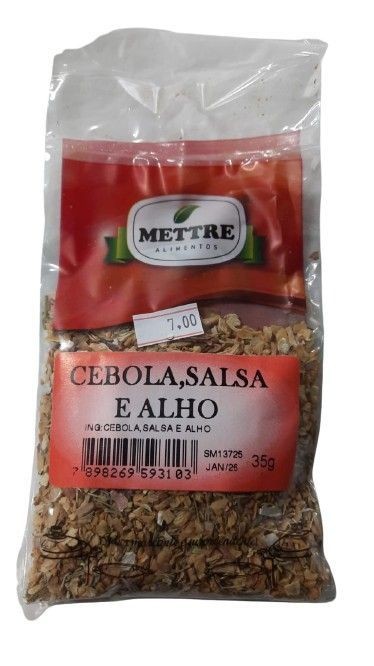 METTRE
ALIMENTOS
7.00
CEBOLA,SALSA
E ALHO
ING:CEBOLA,SALSA E ALHO
7 898269 593103
SM13725
JAN/26
35g